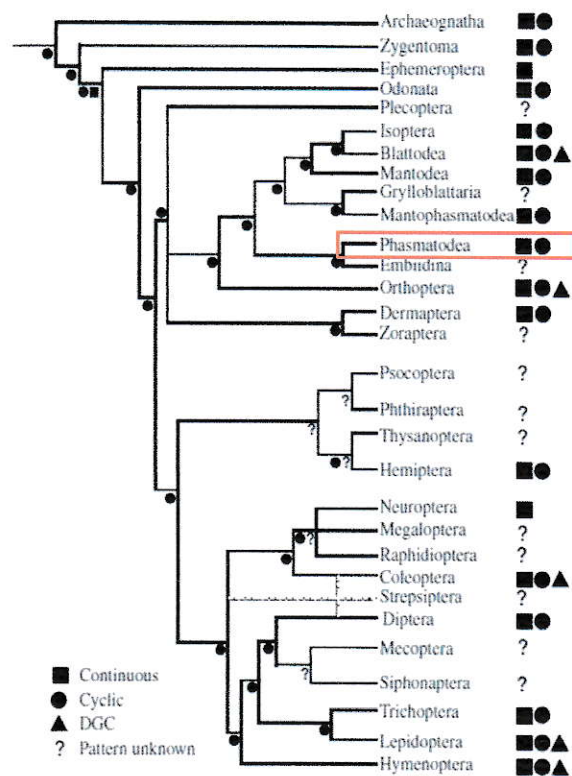 Archaeognatha
Zygentoma
Ephemeroptera
Odonata
Plecoptera
?
Isoptera
Blattodea
Mantodea
Grylloblattaria
?
Mantophasmatodea
Phasmatodea
Embiidina
?
Orthoptera
Dermaptera
Zoraptera
?
Psocoptera
?
?
Phthiraptera
?
?
Thysanoptera
?
?
Hemiptera
Neuroptera
Megaloptera
?
?
Raphidioptera
?
Coleoptera
Strepsiptera
?
Diptera
Mecoptera
?
?
Siphonaptera
?
Continuous
Cyclic
DGC
? Pattern unknown
Trichoptera
Lepidoptera
Hymenoptera